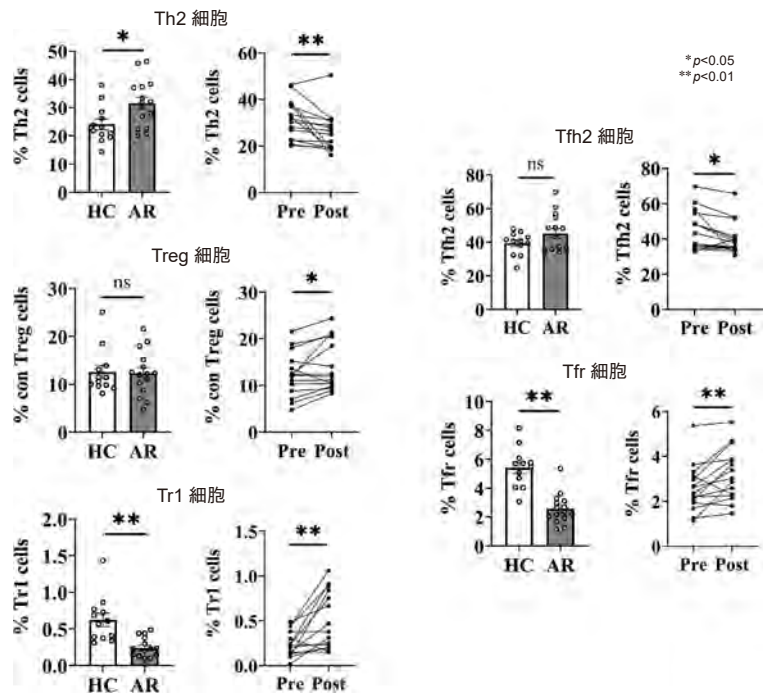 Th2 細胞
*
**
% Th2 cells
50
40
30
20
10
0
HC AR
% Th2 cells
60
40
20
0
Pre Post
*p<0.05
**p<0.01
Treg 細胞
ns
*
% con Treg cells
30
20
10
0
HC AR
% con Treg cells
30
20
10
0
Pre Post
Tr1 細胞
**
**
% Tr1 cells
2.0
1.5
1.0
0.5
0.0
HC AR
% Tr1 cells
1.5
1.0
0.5
0.0
Pre Post
Tfh2 細胞
ns
*
% Tfh2 cells
80
60
40
20
0
HC AR
% Tfh2 cells
80
60
40
20
0
Pre Post
Tfr 細胞
**
**
% Tfr cells
10
8
6
4
2
0
HC AR
% Tfr cells
6
4
2
0
Pre Post